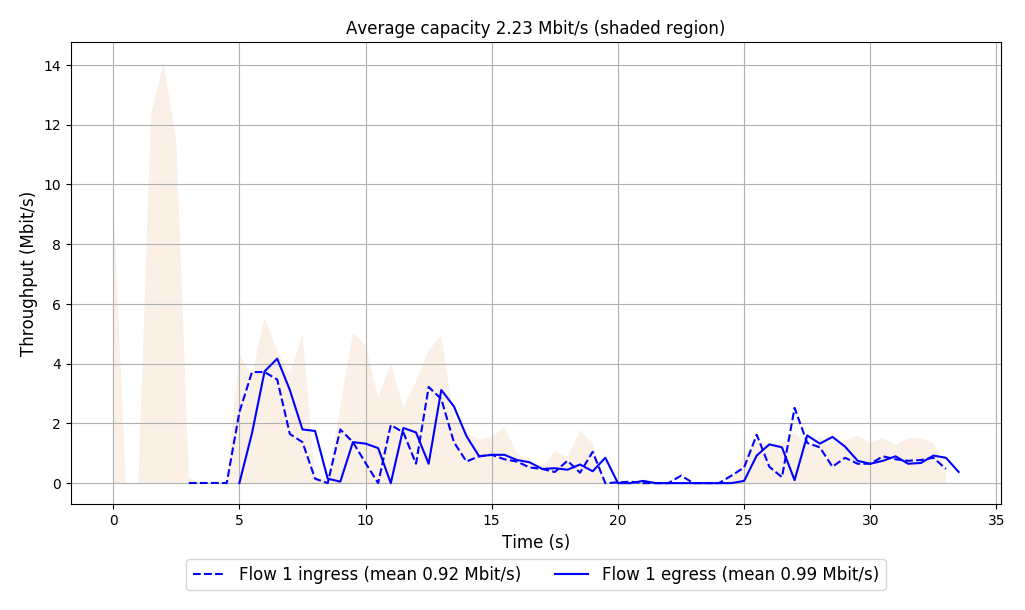 Average capacity 2.23 Mbit/s (shaded region)
Throughput (Mbit/s)
14
12
10
8
6
4
2
0
0 5 10 15 20 25 30 35
Time (s)
Flow 1 ingress (mean 0.92 Mbit/s) Flow 1 egress (mean 0.99 Mbit/s)